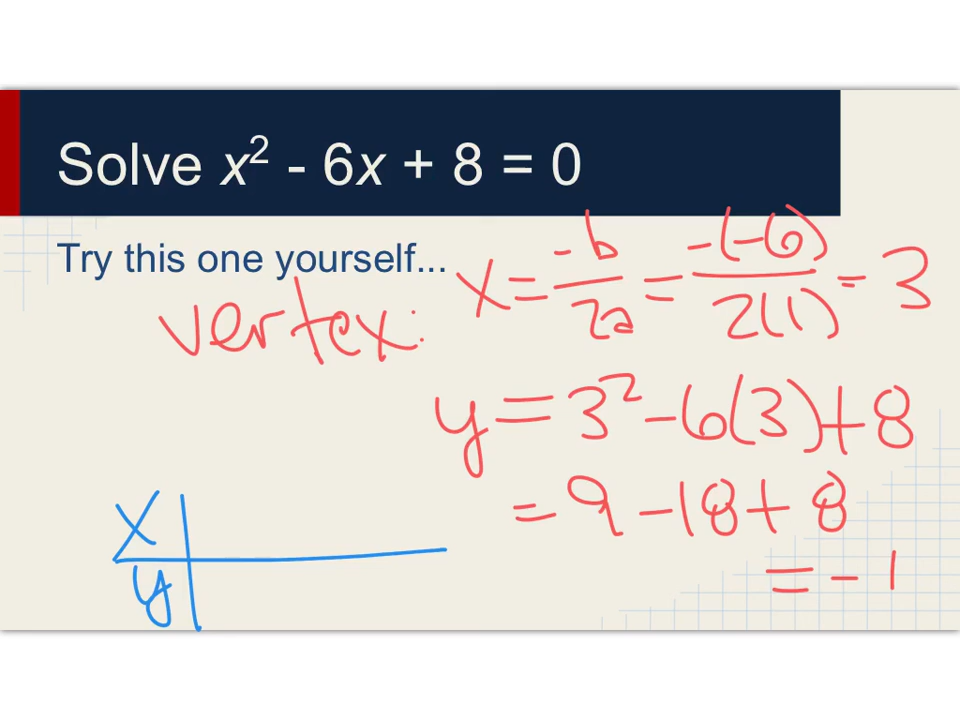 Solve x² - 6x + 8 = 0
Try this one yourself...
vertex: x = -b/2a = -(-6)/2(1) = 3
y = 3² - 6(3) + 8
= 9 - 18 + 8
= -1
x
y